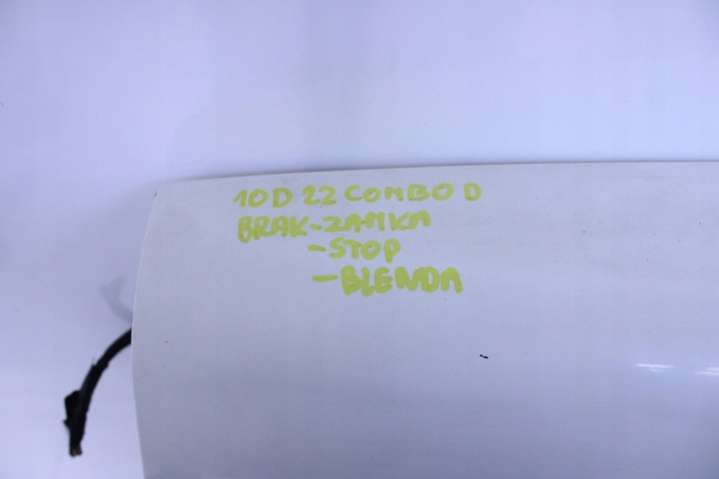 10D 22 COMBO D
BRAK-ZAMKA
-STOP
-BLENDA